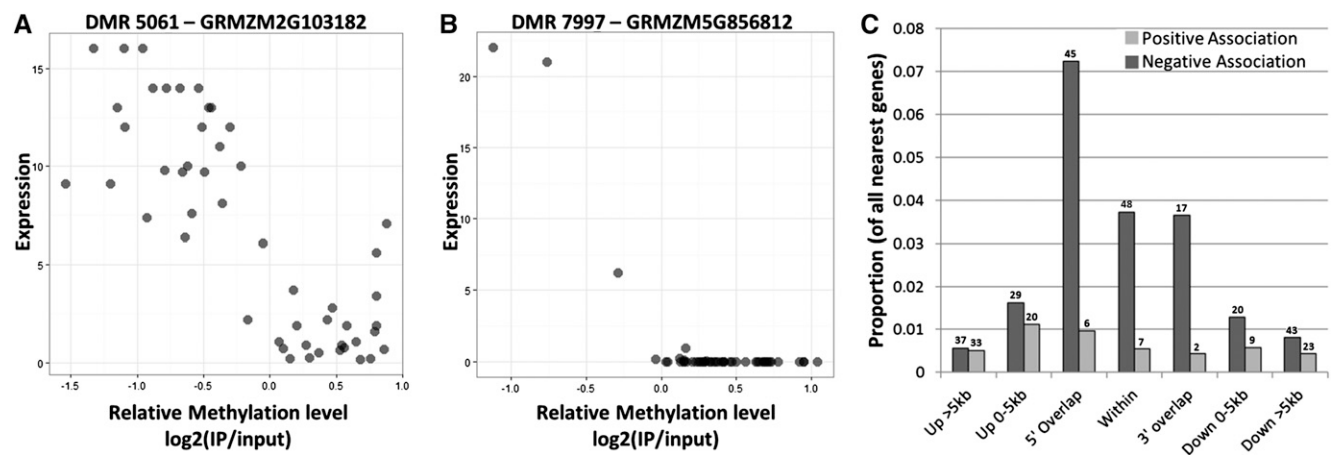 A
DMR 5061 – GRMZM2G103182
15
10
5
0
Expression
-1.5 -1.0 -0.5 0.0 0.5 1.0
Relative Methylation level
log2(IP/input)
B
DMR 7997 – GRMZM5G856812
20
15
10
5
0
Expression
-1.0 -0.5 0.0 0.5 1.0
Relative Methylation level
log2(IP/input)
C
Positive Association
Negative Association
Proportion (of all nearest genes)
0.08
0.07
0.06
0.05
0.04
0.03
0.02
0.01
0
37 33
29 20
45 6
48 7
17 2
20 9
43 23
Up >5kb
Up 0-5kb
5' Overlap
Within
3' overlap
Down 0-5kb
Down >5kb